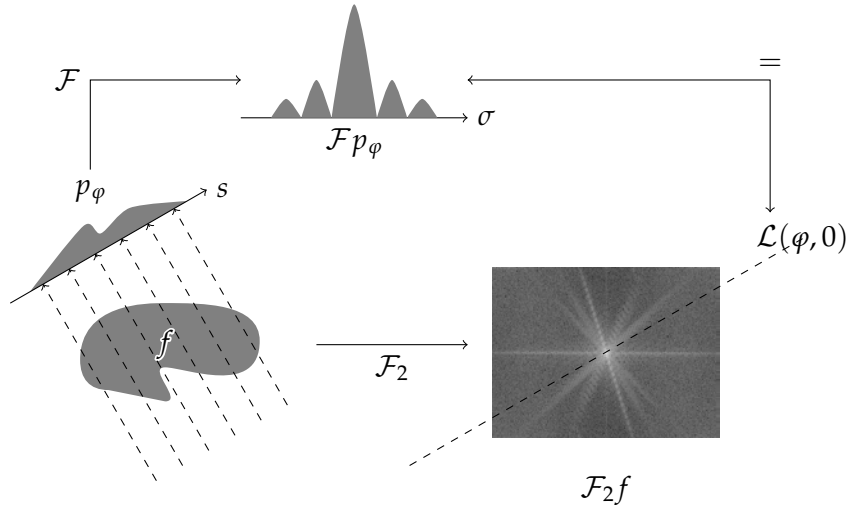 =
ℱ
σ
ℱp_φ
p_φ
s
ℒ(φ,0)
f
ℱ₂
ℱ₂f